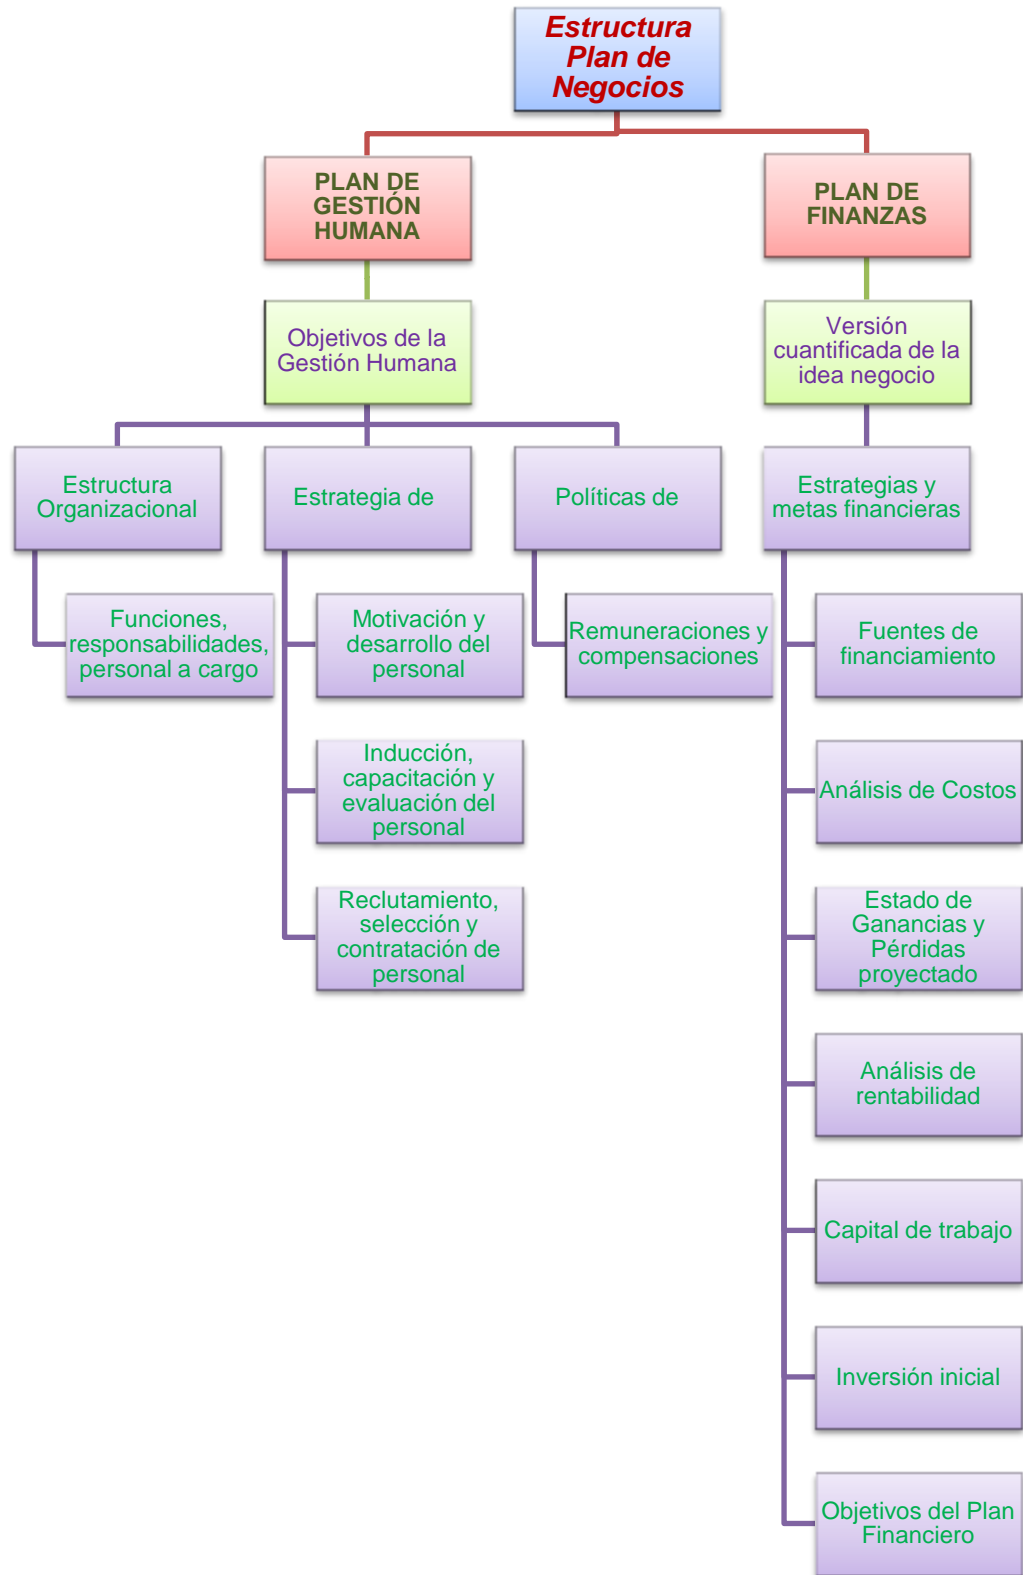 Estructura
Plan de
Negocios
PLAN DE
GESTIÓN
HUMANA
PLAN DE
FINANZAS
Objetivos de la
Gestión Humana
Versión
cuantificada de la
idea negocio
Estructura
Organizacional
Estrategia de
Políticas de
Estrategias y
metas financieras
Funciones,
responsabilidades,
personal a cargo
Motivación y
desarrollo del
personal
Remuneraciones y
compensaciones
Fuentes de
financiamiento
Inducción,
capacitación y
evaluación del
personal
Análisis de Costos
Reclutamiento,
selección y
contratación de
personal
Estado de
Ganancias y
Pérdidas
proyectado
Análisis de
rentabilidad
Capital de trabajo
Inversión inicial
Objetivos del Plan
Financiero